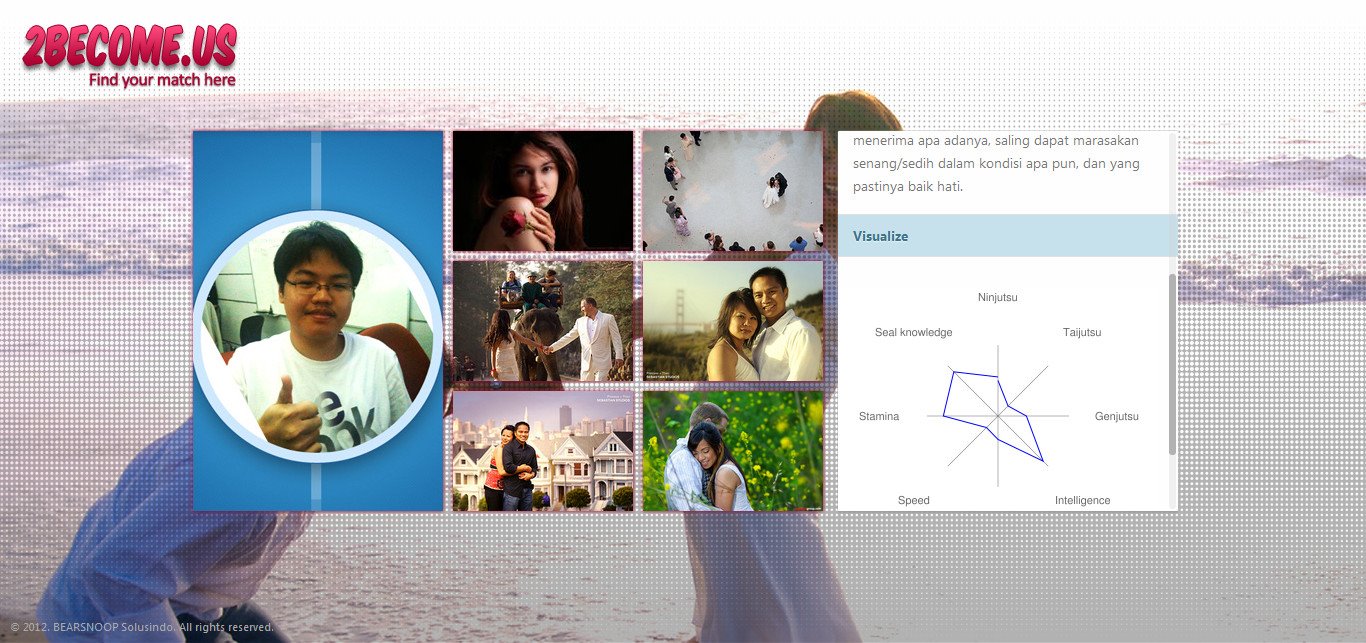 2BECOME.US
Find your match here
menerima apa adanya, saling dapat marasakan
senang/sedih dalam kondisi apa pun, dan yang
pastinya baik hati.
Visualize
Ninjutsu
Seal knowledge
Taijutsu
Stamina
Genjutsu
Speed
Intelligence
© 2012. BEARSNOOP Solusindo. All rights reserved.